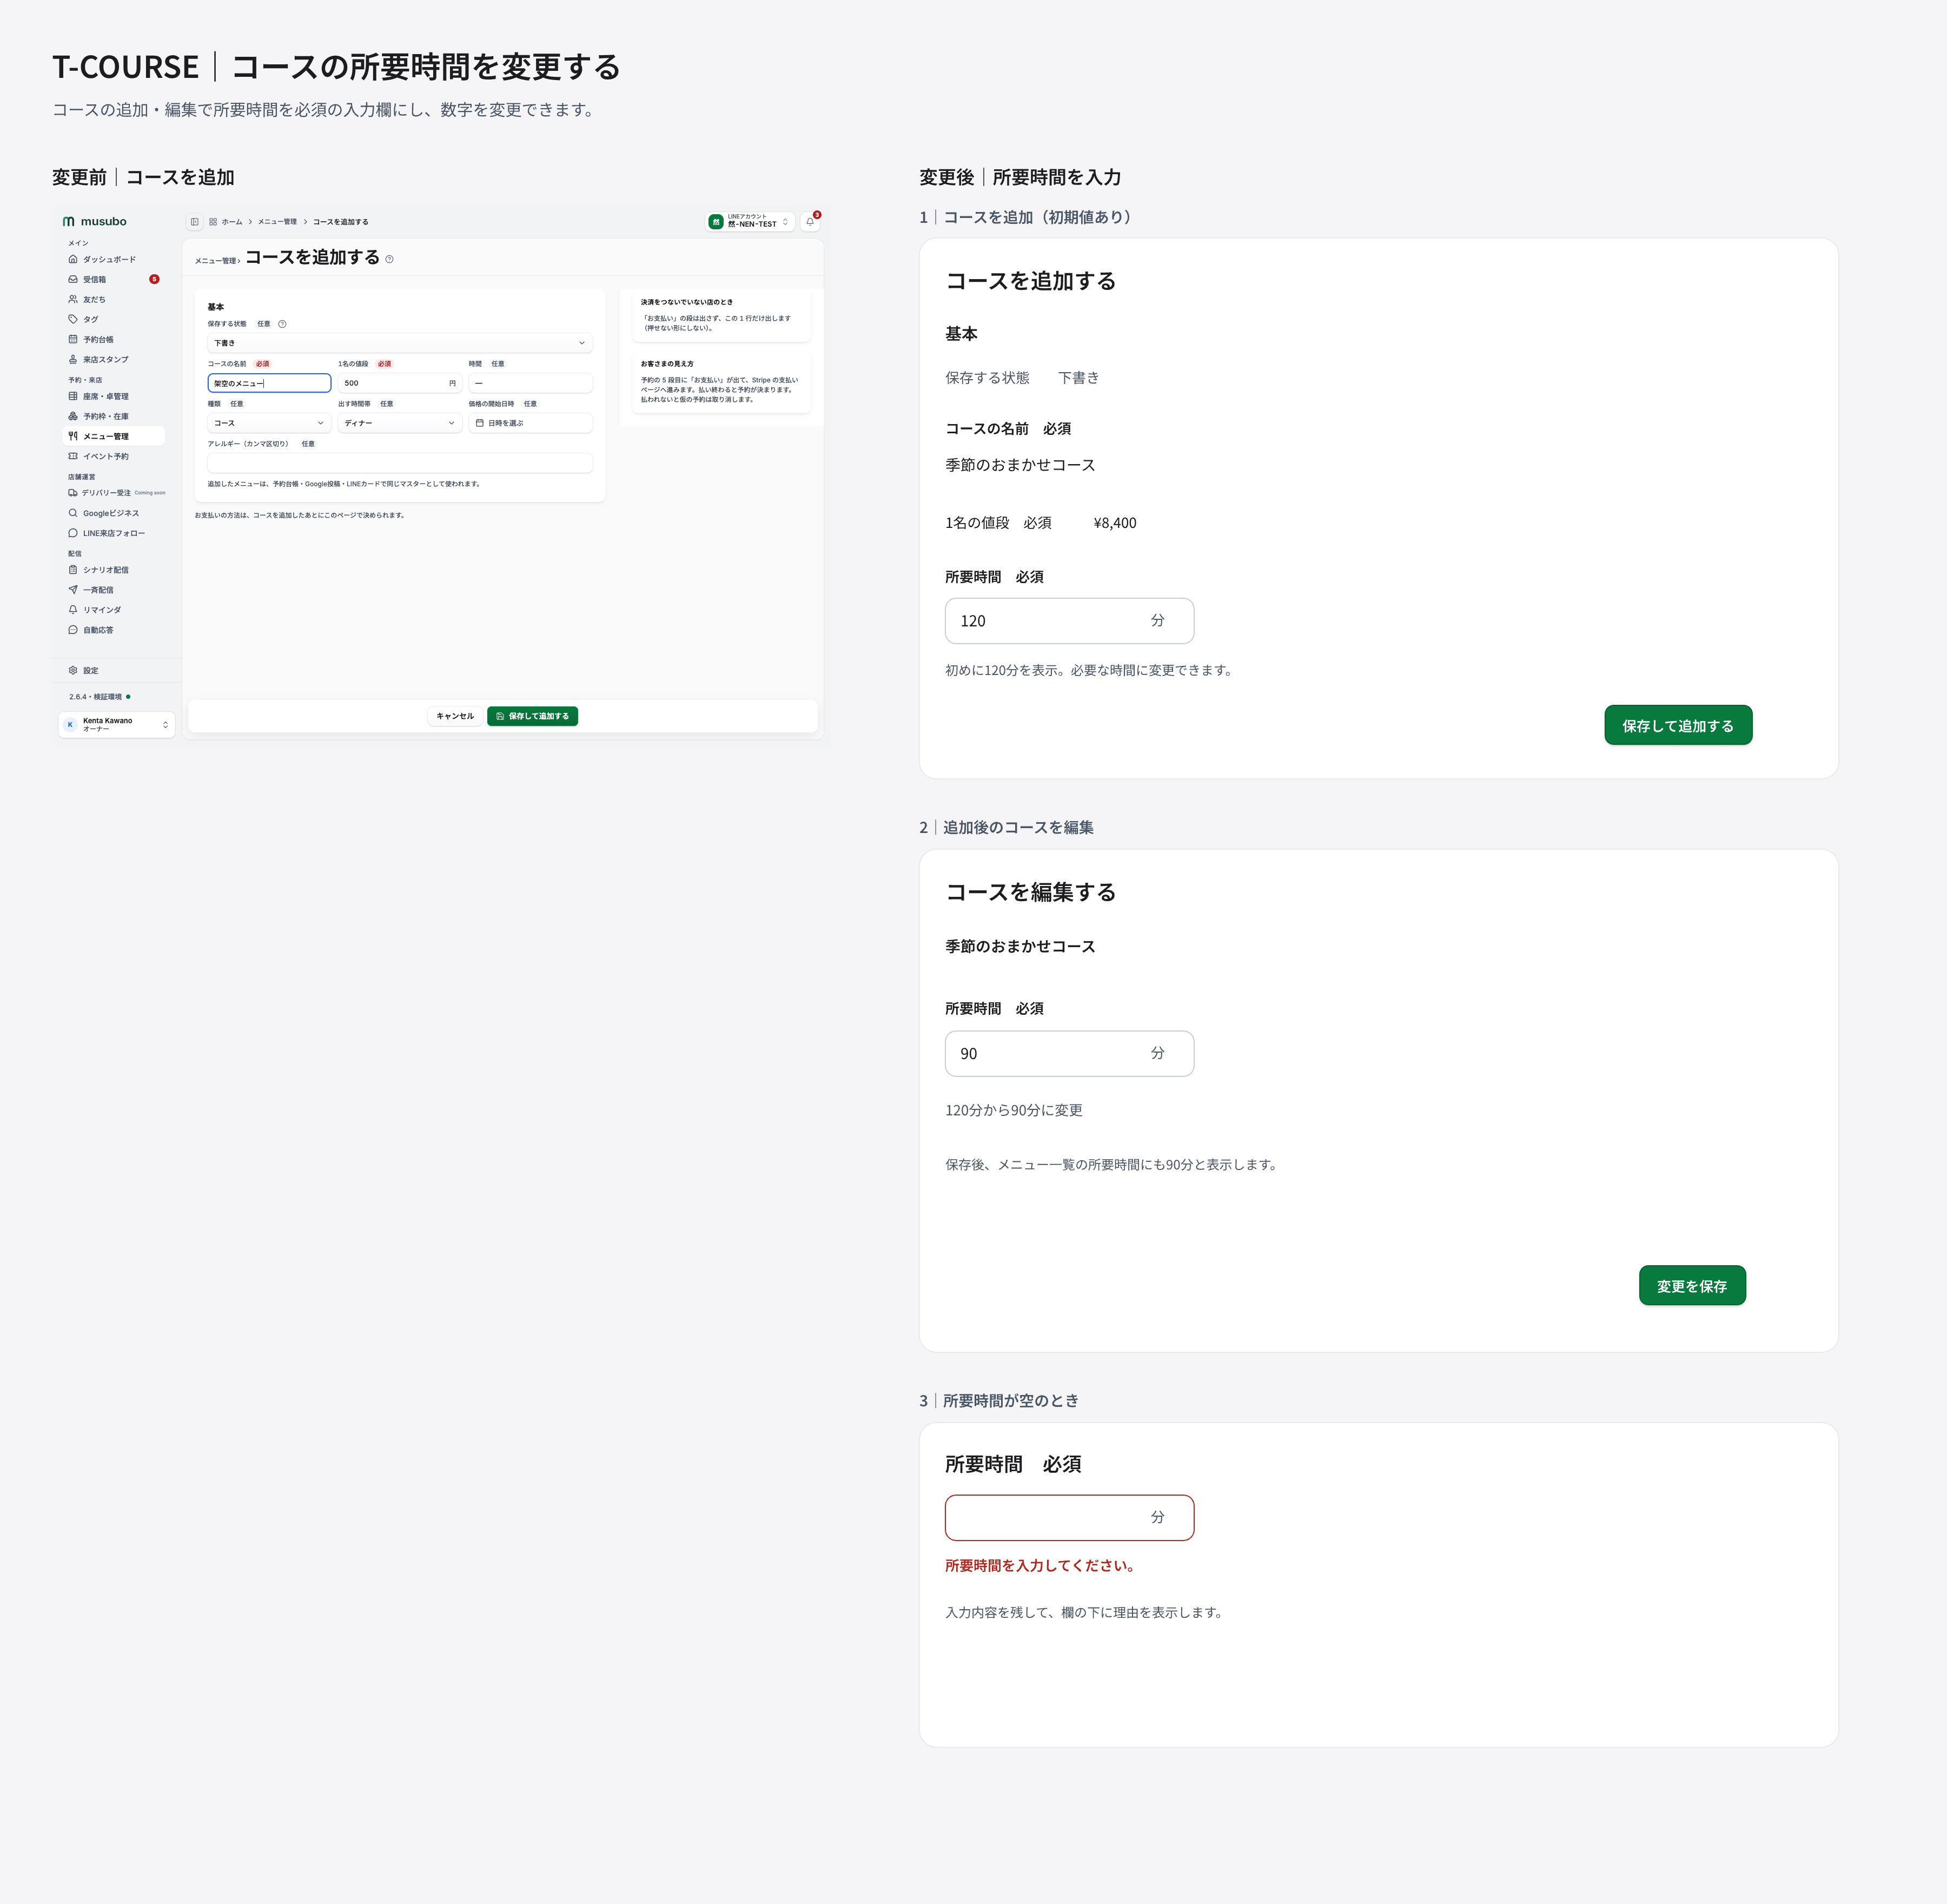 T-COURSE｜コースの所要時間を変更する
コースの追加・編集で所要時間を必須の入力欄にし、数字を変更できます。
変更前｜コースを追加
musubo
メイン
ダッシュボード
受信箱 5
友だち
タグ
予約台帳
来店スタンプ
予約・来店
座席・卓管理
予約枠・在庫
メニュー管理
イベント予約
店舗運営
デリバリー受注 Coming soon
Googleビジネス
LINE来店フォロー
配信
シナリオ配信
一斉配信
リマインダ
自動応答
設定
2.6.4・検証環境
K Kenta Kawano
オーナー
ホーム > メニュー管理 > コースを追加する
然 LINEアカウント
然-NEN-TEST
3
メニュー管理 › コースを追加する
基本
保存する状態 任意
下書き
コースの名前 必須 1名の値段 必須 時間 任意
架空のメニュー 500 円 —
種類 任意 出す時間帯 任意 価格の開始日時 任意
コース ディナー 日時を選ぶ
アレルギー（カンマ区切り） 任意
追加したメニューは、予約台帳・Google投稿・LINEカードで同じマスターとして使われます。
お支払いの方法は、コースを追加したあとにこのページで決められます。
決済をつないでいない店のとき
「お支払い」の段は出さず、この 1 行だけ出します
（押せない形にしない）。
お客さまの見え方
予約の 5 段目に「お支払い」が出て、Stripe の支払い
ページへ進みます。払い終わると予約が決まります。
払われないと仮の予約は取り消します。
キャンセル 保存して追加する
変更後｜所要時間を入力
1｜コースを追加（初期値あり）
コースを追加する
基本
保存する状態 下書き
コースの名前 必須
季節のおまかせコース
1名の値段 必須 ¥8,400
所要時間 必須
120 分
初めに120分を表示。必要な時間に変更できます。
保存して追加する
2｜追加後のコースを編集
コースを編集する
季節のおまかせコース
所要時間 必須
90 分
120分から90分に変更
保存後、メニュー一覧の所要時間にも90分と表示します。
変更を保存
3｜所要時間が空のとき
所要時間 必須
分
所要時間を入力してください。
入力内容を残して、欄の下に理由を表示します。